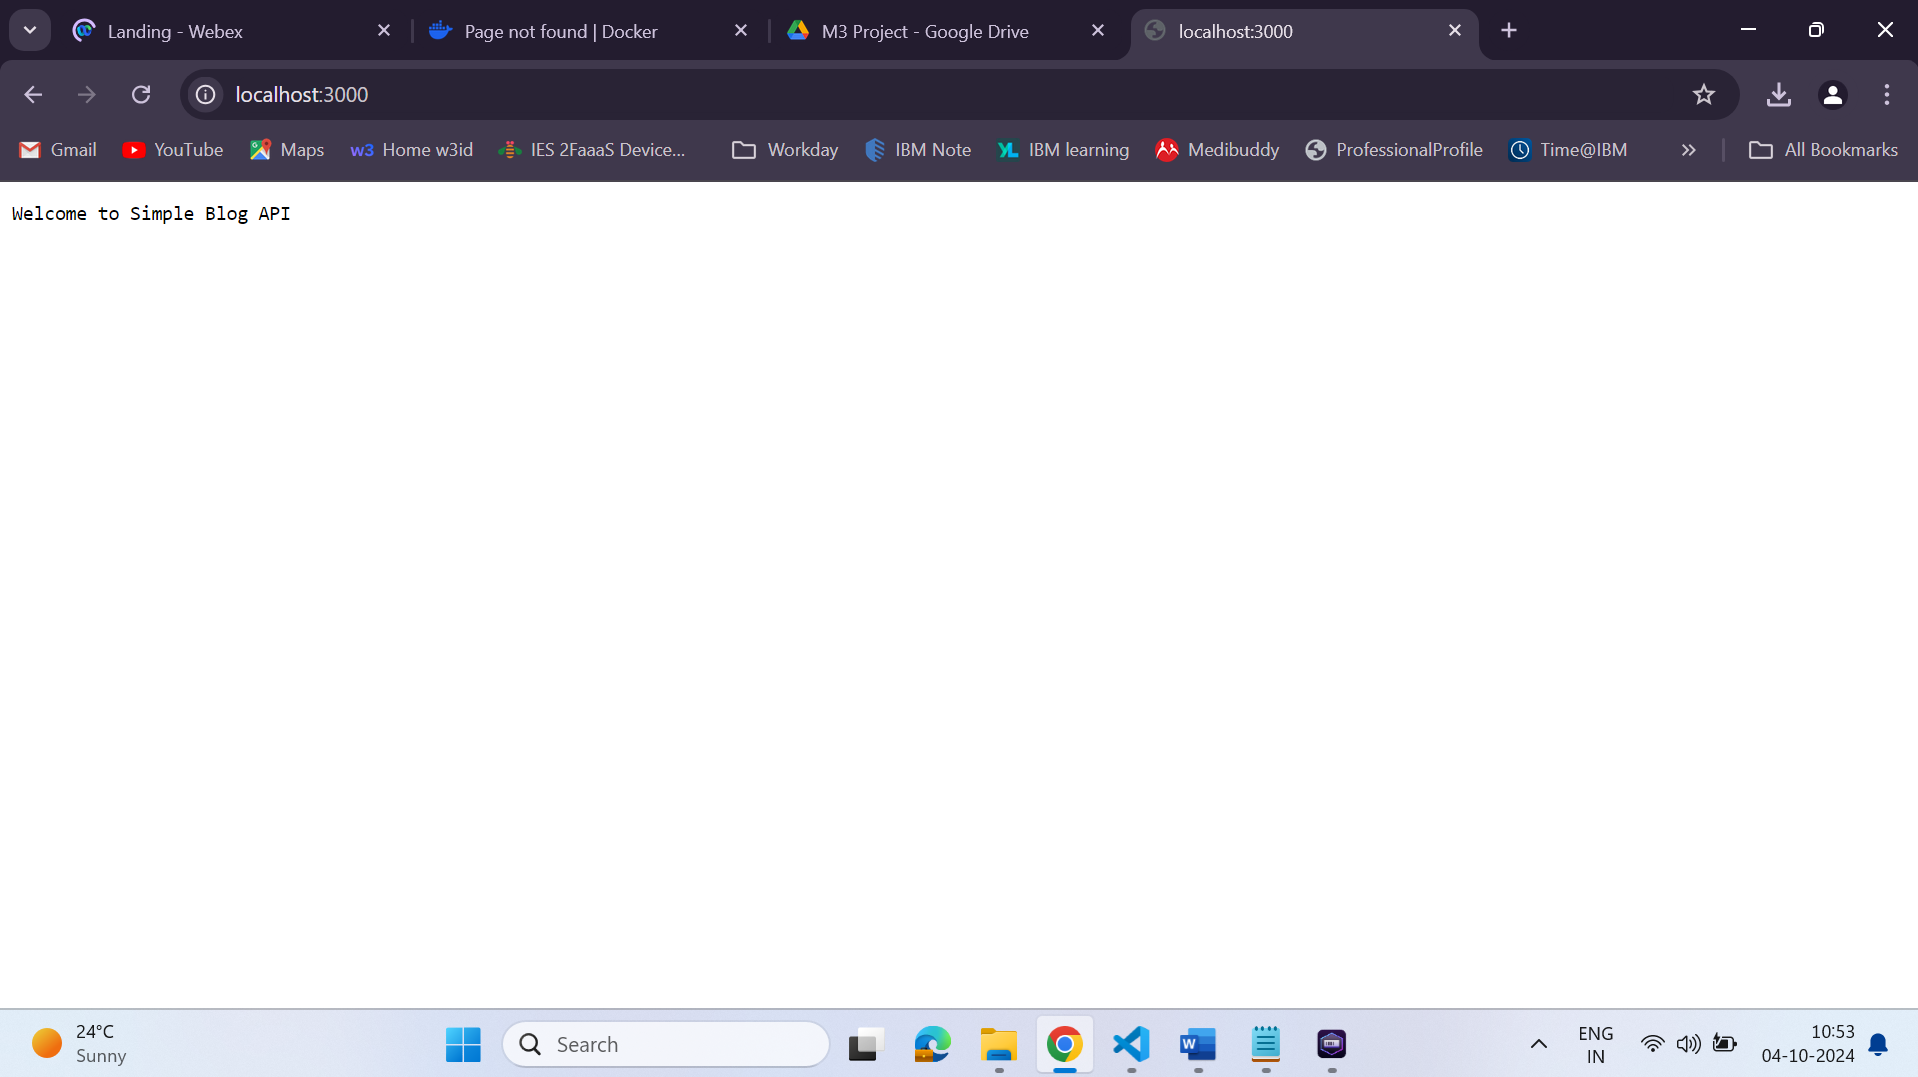 Landing - Webex
Page not found | Docker
M3 Project - Google Drive
localhost:3000
localhost:3000
Gmail
YouTube
Maps
w3 Home w3id
IES 2FaaaS Device...
Workday
IBM Note
YL IBM learning
Medibuddy
ProfessionalProfile
Time@IBM
All Bookmarks
Welcome to Simple Blog API
24°C
Sunny
Search
W
ENG
IN
10:53
04-10-2024